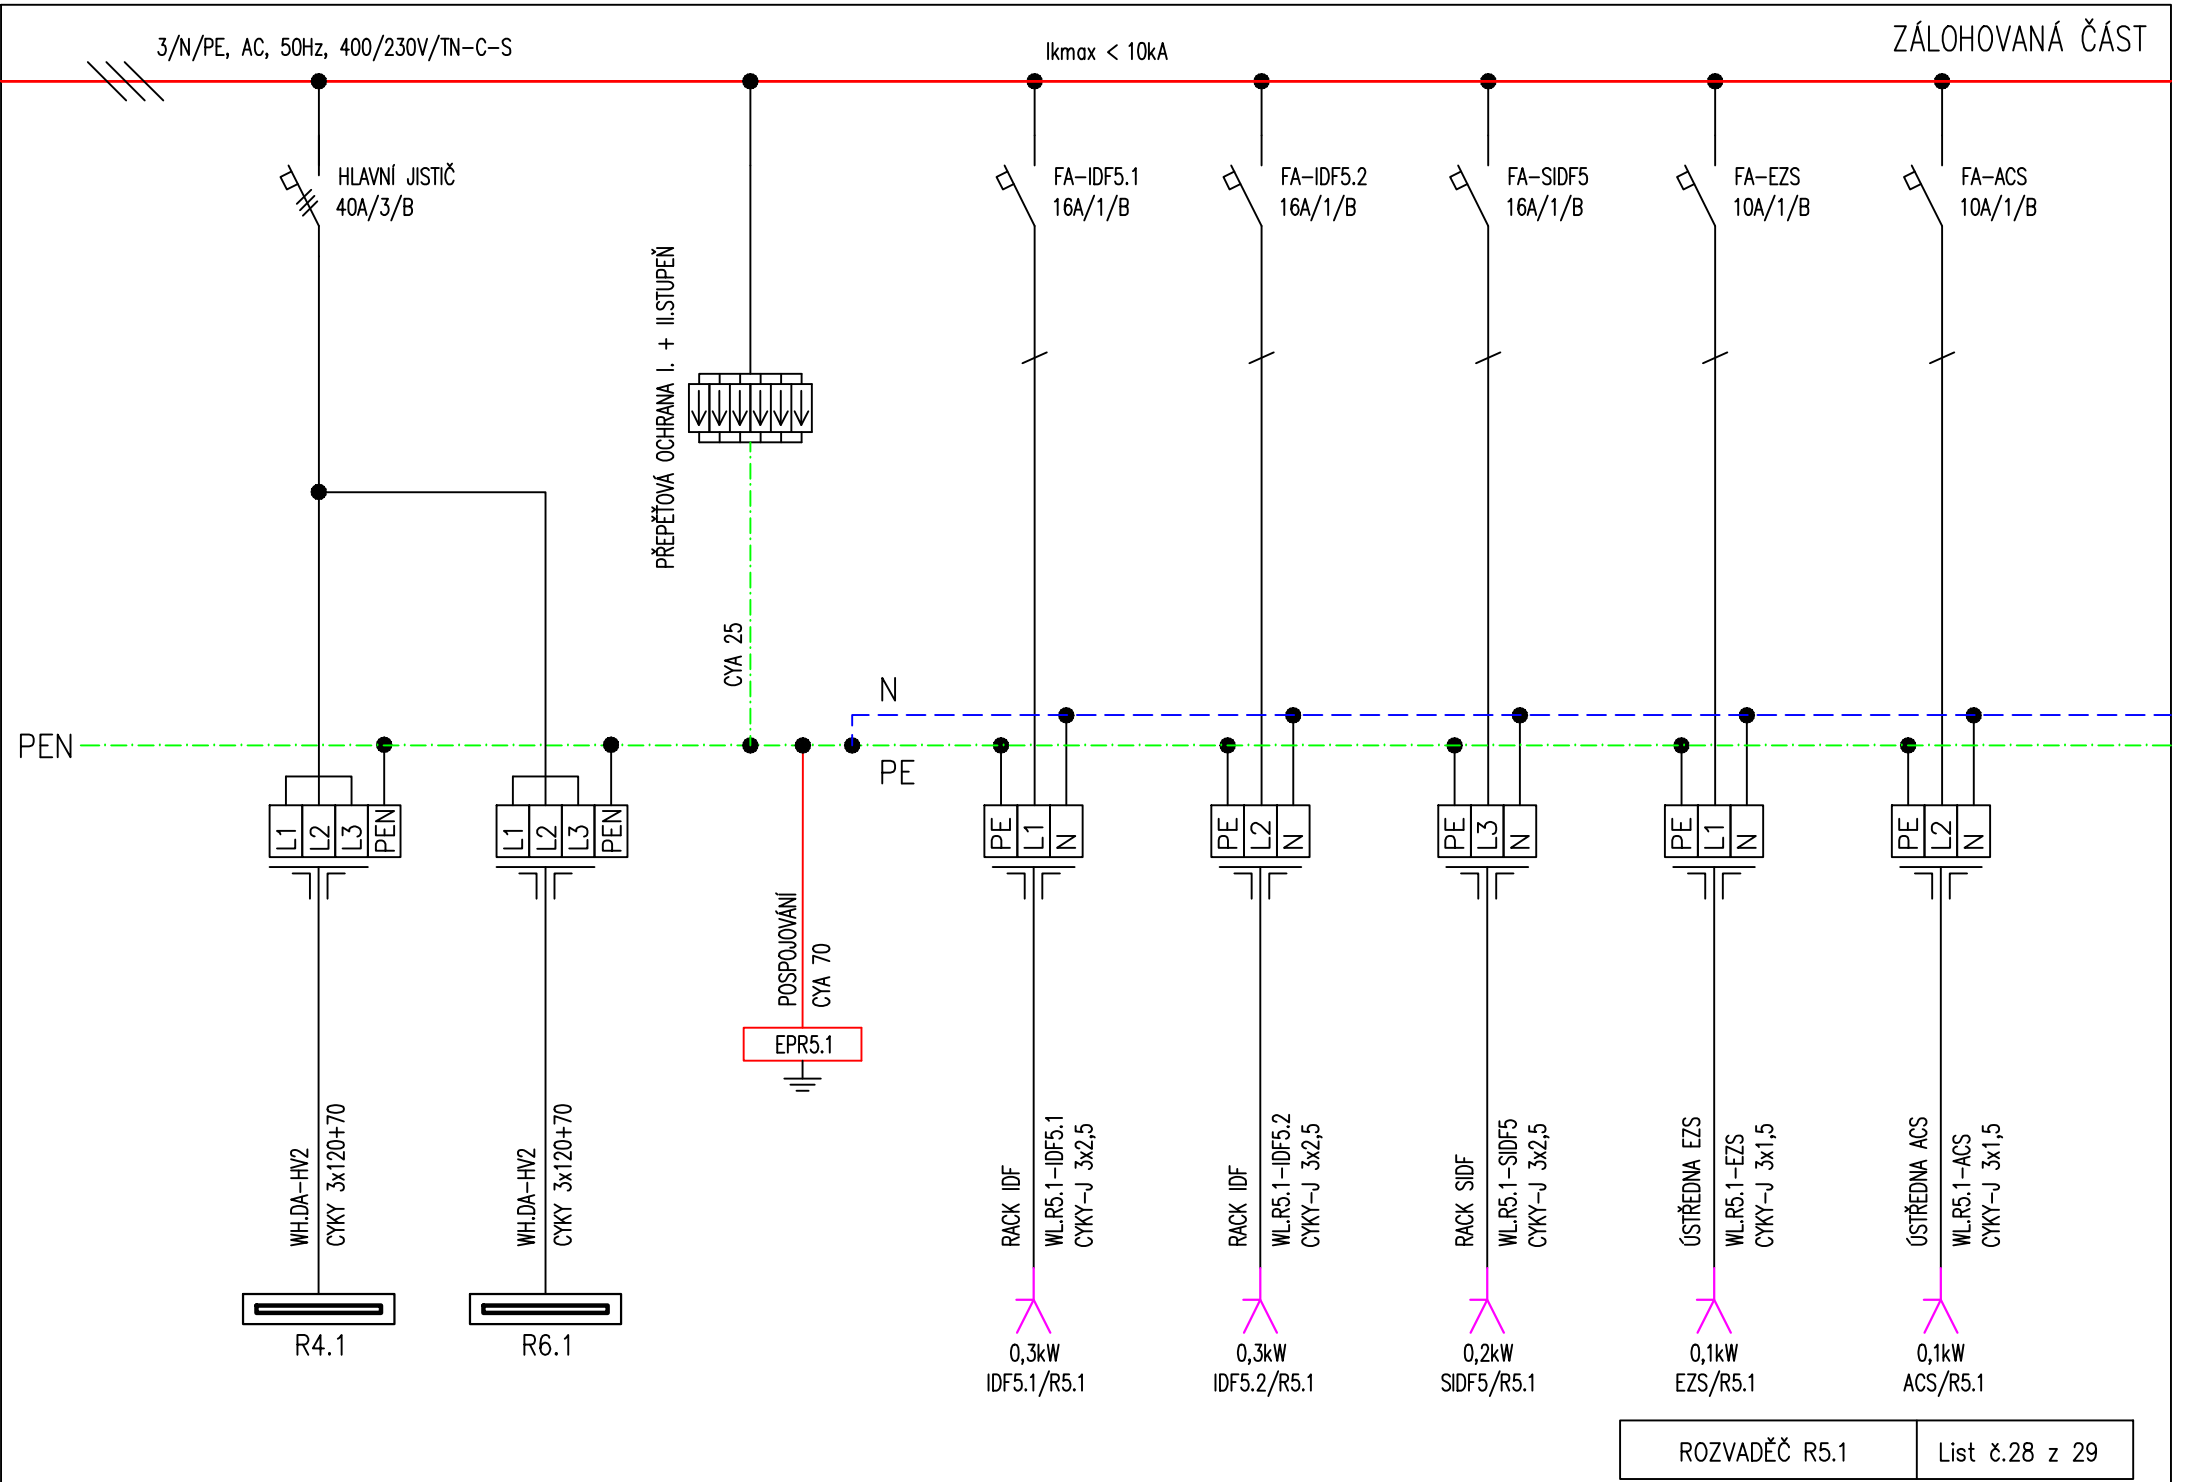 3/N/PE, AC, 50Hz, 400/230V/TN-C-S
Ikmax < 10kA
ZÁLOHOVANÁ ČÁST
HLAVNÍ JISTIČ
40A/3/B
FA-IDF5.1
16A/1/B
FA-IDF5.2
16A/1/B
FA-SIDF5
16A/1/B
FA-EZS
10A/1/B
FA-ACS
10A/1/B
PŘEPĚŤOVÁ OCHRANA I. + II.STUPEŇ
CYA 25
N
PEN
PE
L1 L2 L3 PEN
L1 L2 L3 PEN
PE L1 N
PE L2 N
PE L3 N
PE L1 N
PE L2 N
POSPOJOVÁNÍ
CYA 70
EPR5.1
WH.DA-HV2
CYKY 3x120+70
WH.DA-HV2
CYKY 3x120+70
RACK IDF
WL.R5.1-IDF5.1
CYKY-J 3x2,5
RACK IDF
WL.R5.1-IDF5.2
CYKY-J 3x2,5
RACK SIDF
WL.R5.1-SIDF5
CYKY-J 3x2,5
ÚSTŘEDNA EZS
WL.R5.1-EZS
CYKY-J 3x1,5
ÚSTŘEDNA ACS
WL.R5.1-ACS
CYKY-J 3x1,5
R4.1
R6.1
0,3kW
IDF5.1/R5.1
0,3kW
IDF5.2/R5.1
0,2kW
SIDF5/R5.1
0,1kW
EZS/R5.1
0,1kW
ACS/R5.1
ROZVADĚČ R5.1
List č.28 z 29